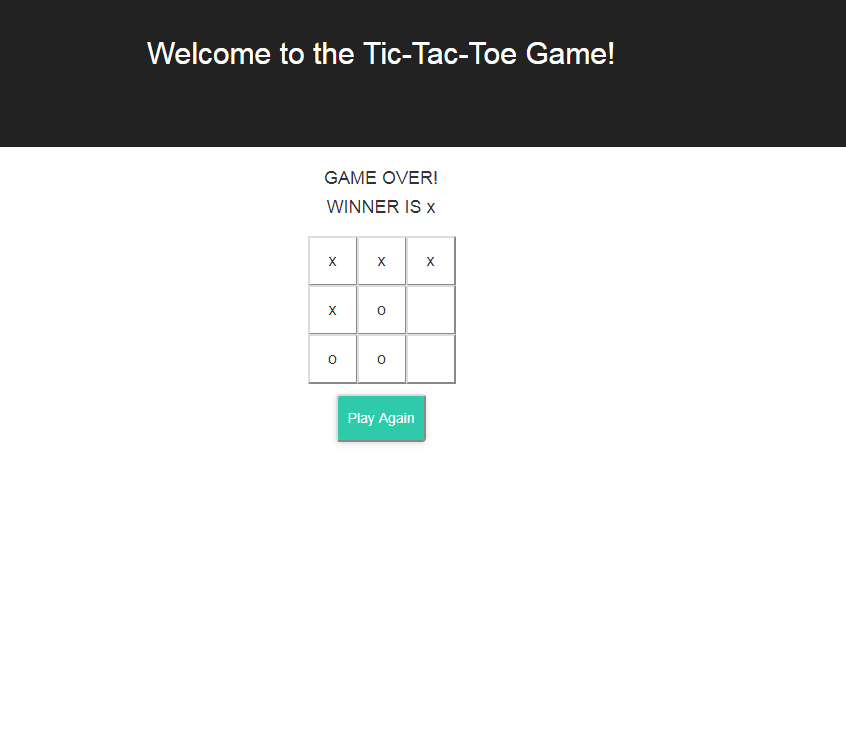 Welcome to the Tic-Tac-Toe Game!
GAME OVER!
WINNER IS x
x x x
x o
o o
Play Again